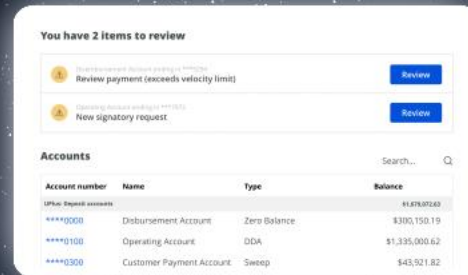 You have 2 items to review
Review payment (exceeds velocity limit)
Review
New signatory request
Review
Accounts
Search...
Account number Name Type Balance
Deposit accounts
****0000 Disbursement Account Zero Balance $300,150.19
****0100 Operating Account DDA $1,335,000.62
****0300 Customer Payment Account Sweep $43,921.82